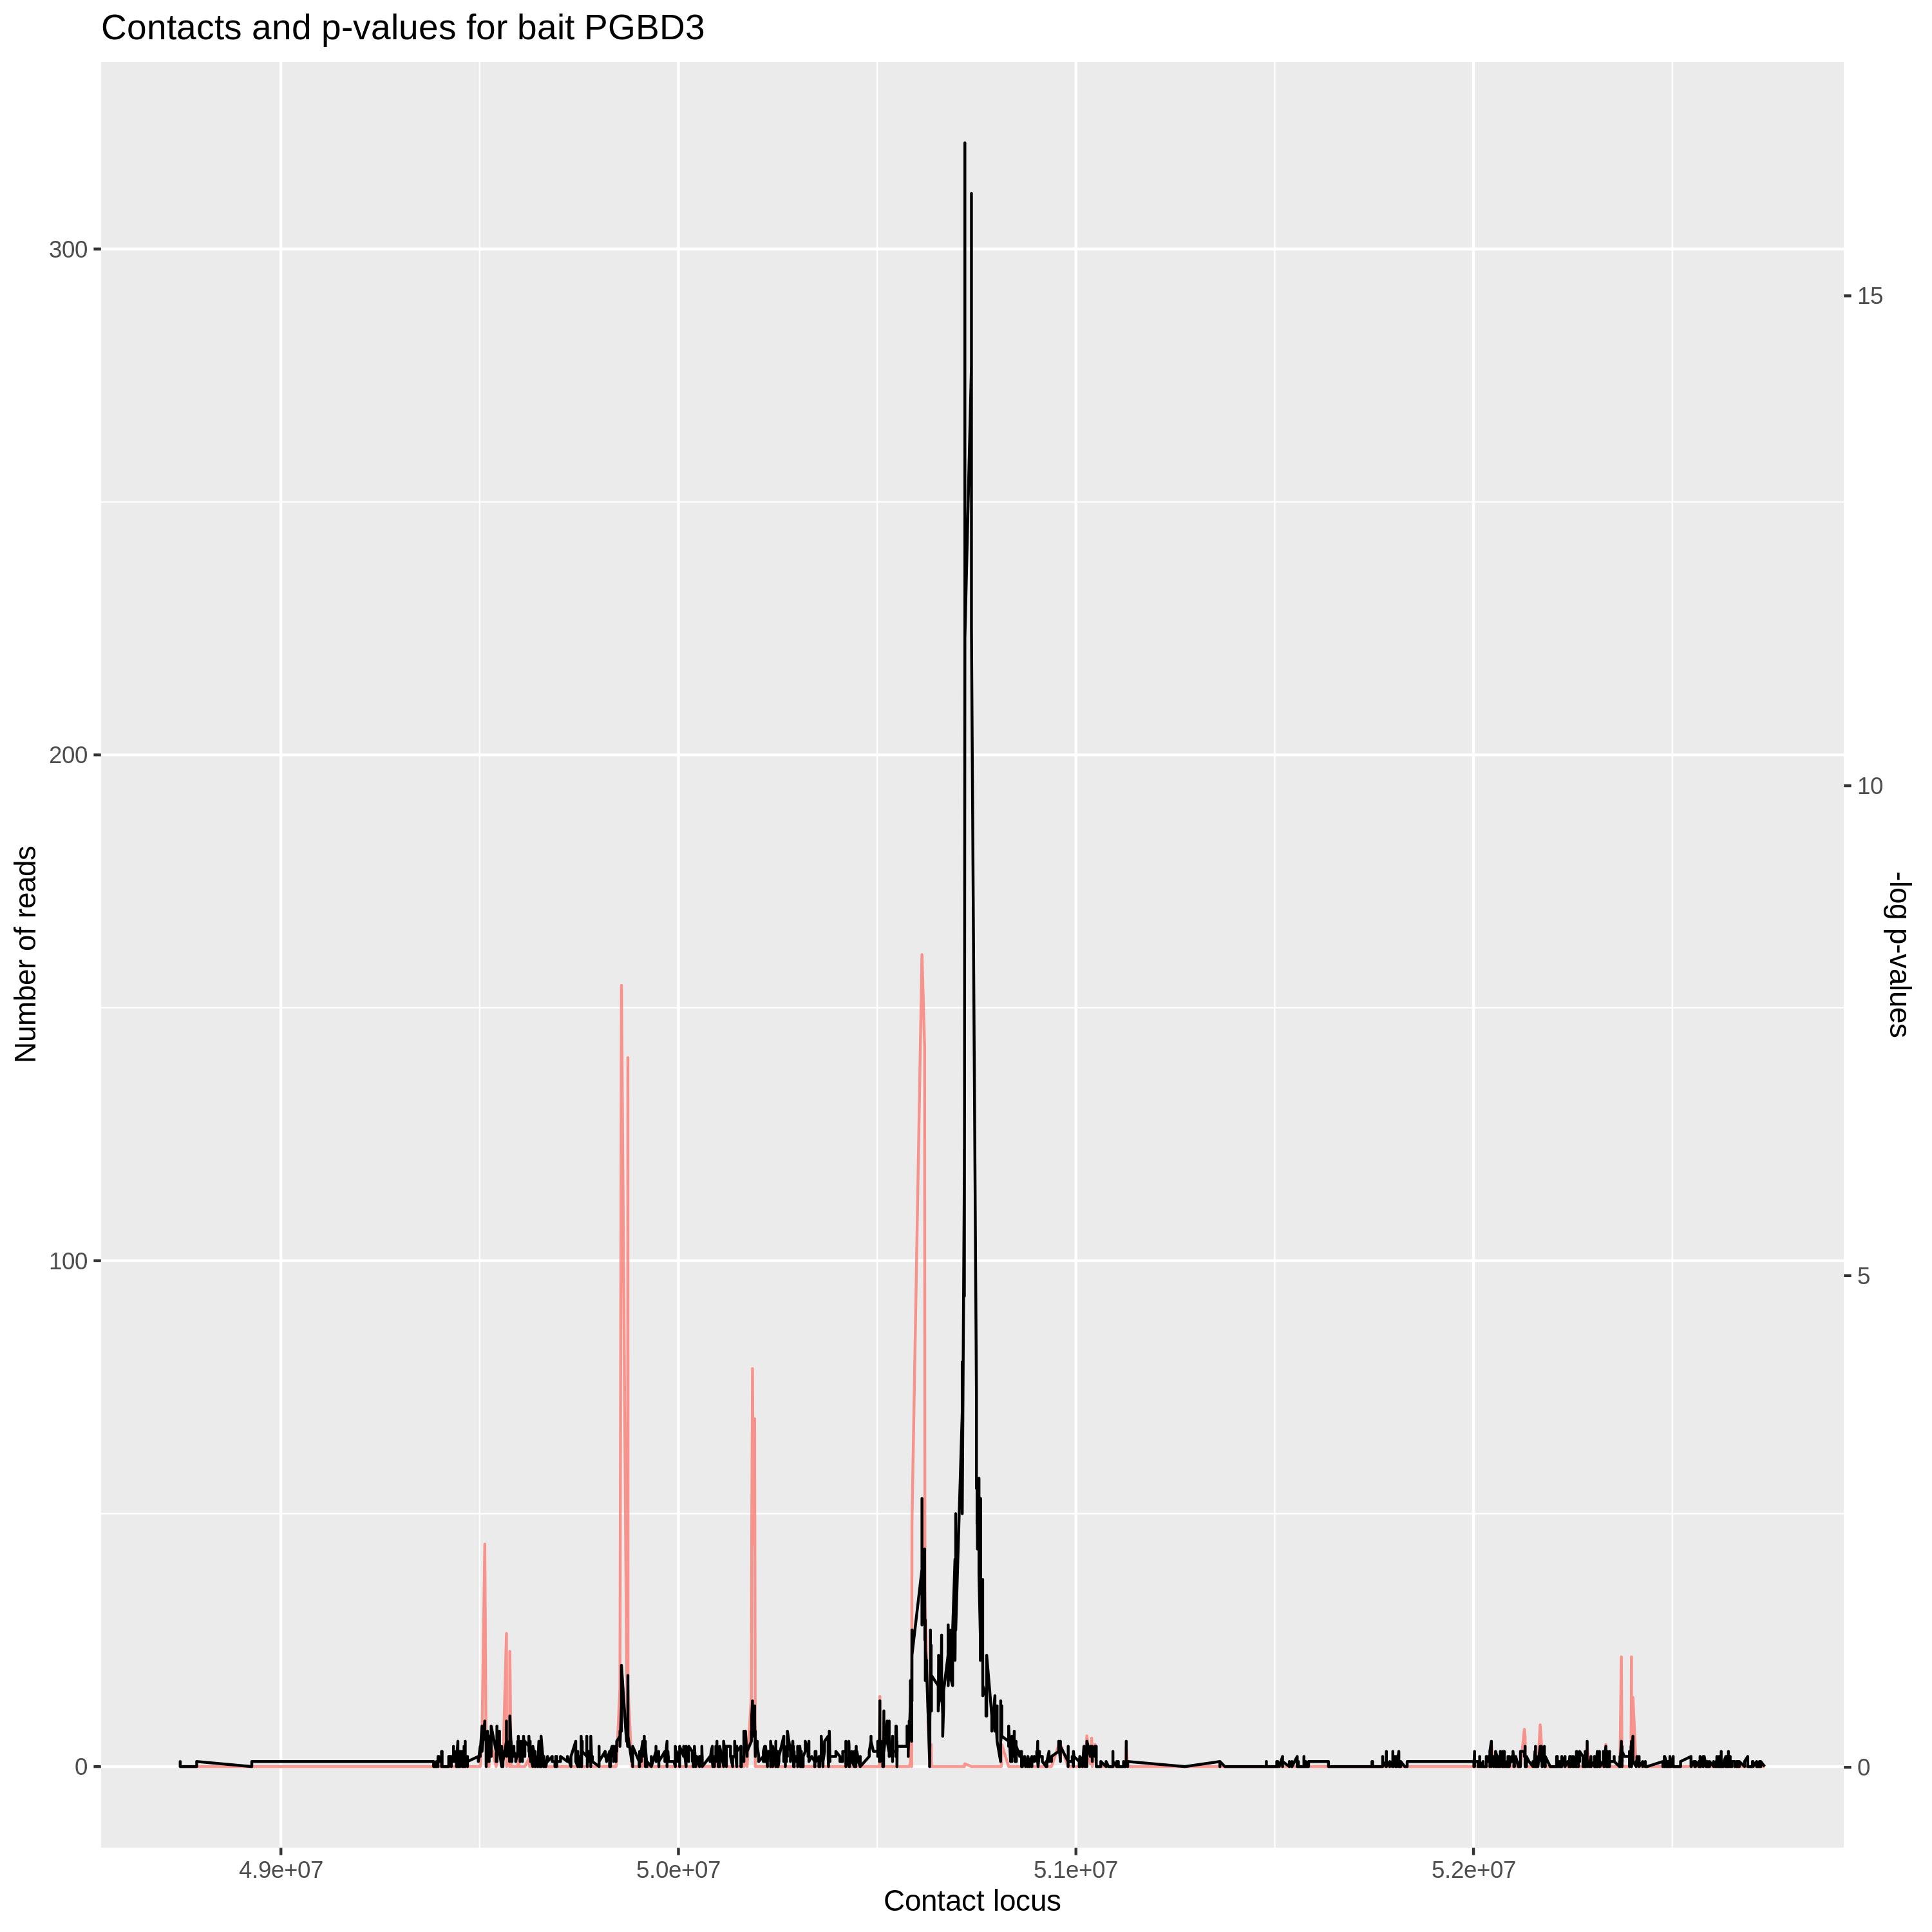 Contacts and p-values for bait PGBD3
300
200
100
0
Number of reads
15
10
5
0
-log p-values
4.9e+07 5.0e+07 5.1e+07 5.2e+07
Contact locus